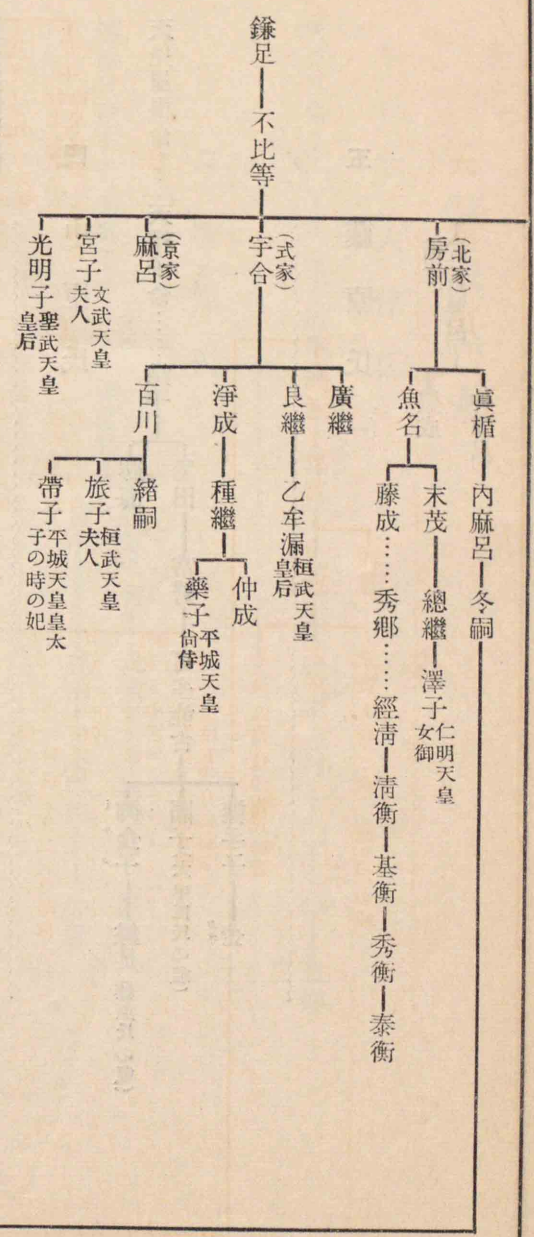 鎌足
不比等
(北家)
房前
眞楯
內麻呂
冬嗣
魚名
末茂
總繼
澤子
仁明天皇
女御
藤成……秀鄕……經淸
淸衡
基衡
秀衡
泰衡
(式家)
宇合
廣繼
良繼
乙牟漏
桓武天皇
皇后
淨成
種繼
仲成
藥子
平城天皇
尙侍
百川
緖嗣
旅子
桓武天皇
夫人
帶子
平城天皇皇太
子の時の妃
(京家)
麻呂
宮子
文武天皇
夫人
光明子
聖武天皇
皇后